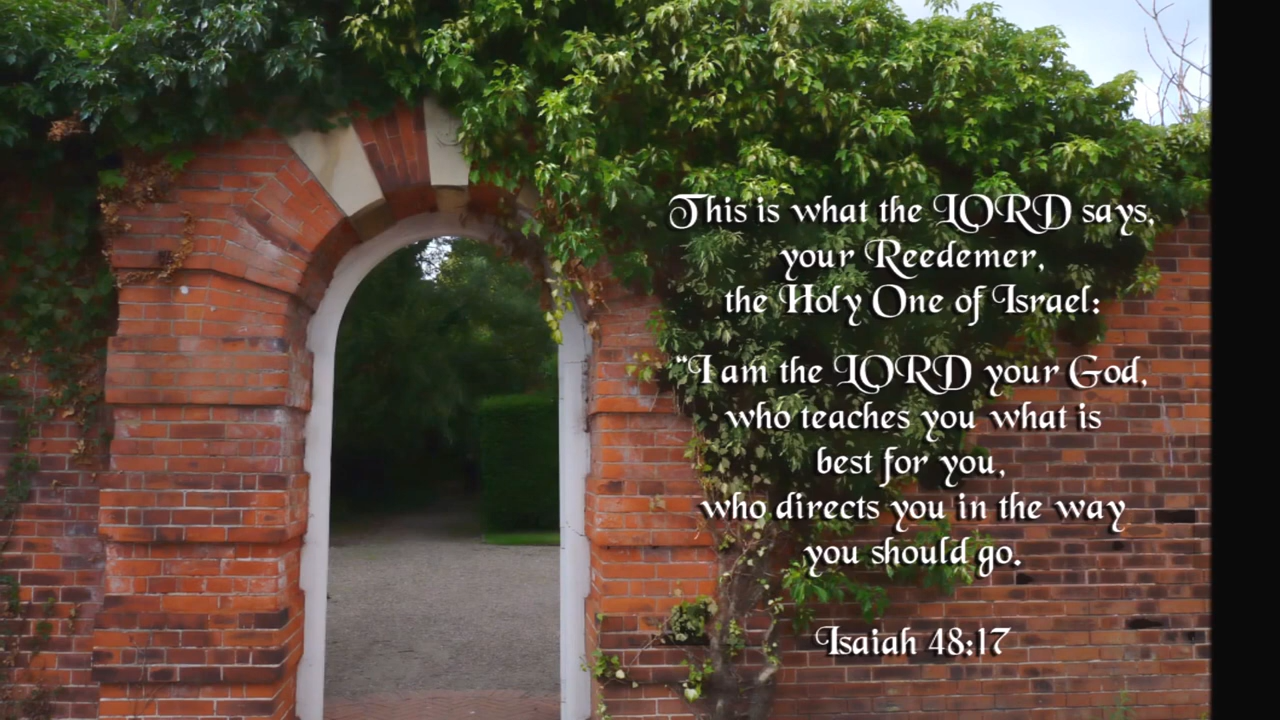 This is what the LORD says,
your Reedemer,
the Holy One of Israel:
“I am the LORD your God,
who teaches you what is
best for you,
who directs you in the way
you should go.
Isaiah 48:17